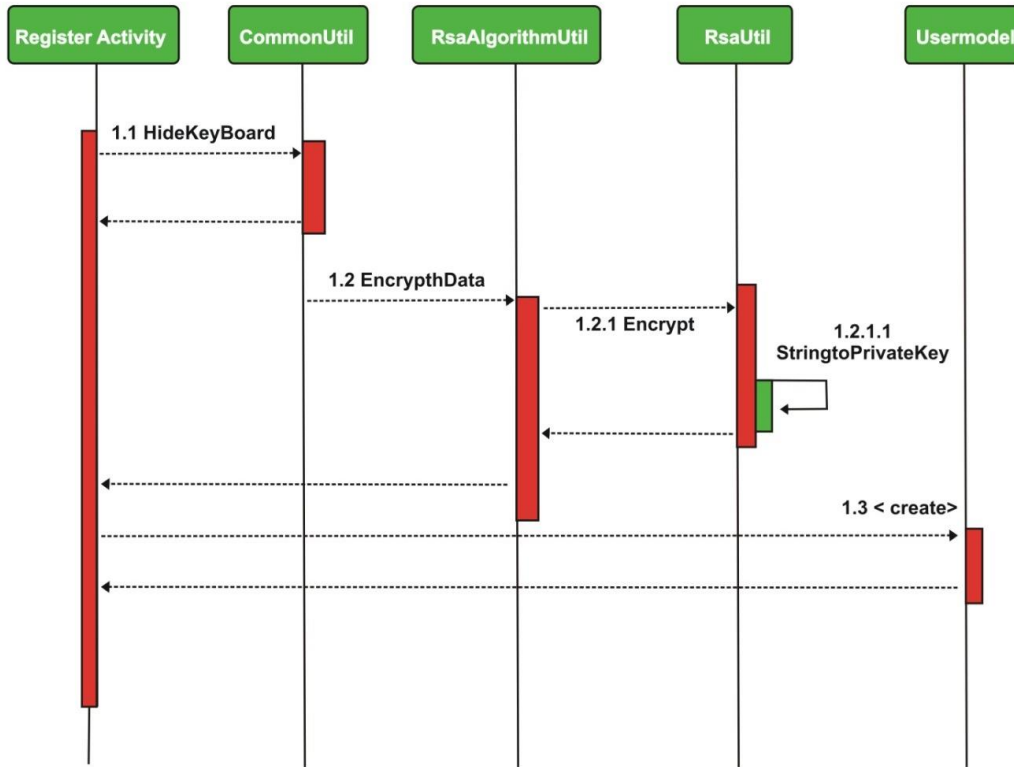 Register Activity
CommonUtil
RsaAlgorithmUtil
RsaUtil
Usermodel
1.1 HideKeyBoard
1.2 EncrypthData
1.2.1 Encrypt
1.2.1.1
StringtoPrivateKey
1.3 < create>